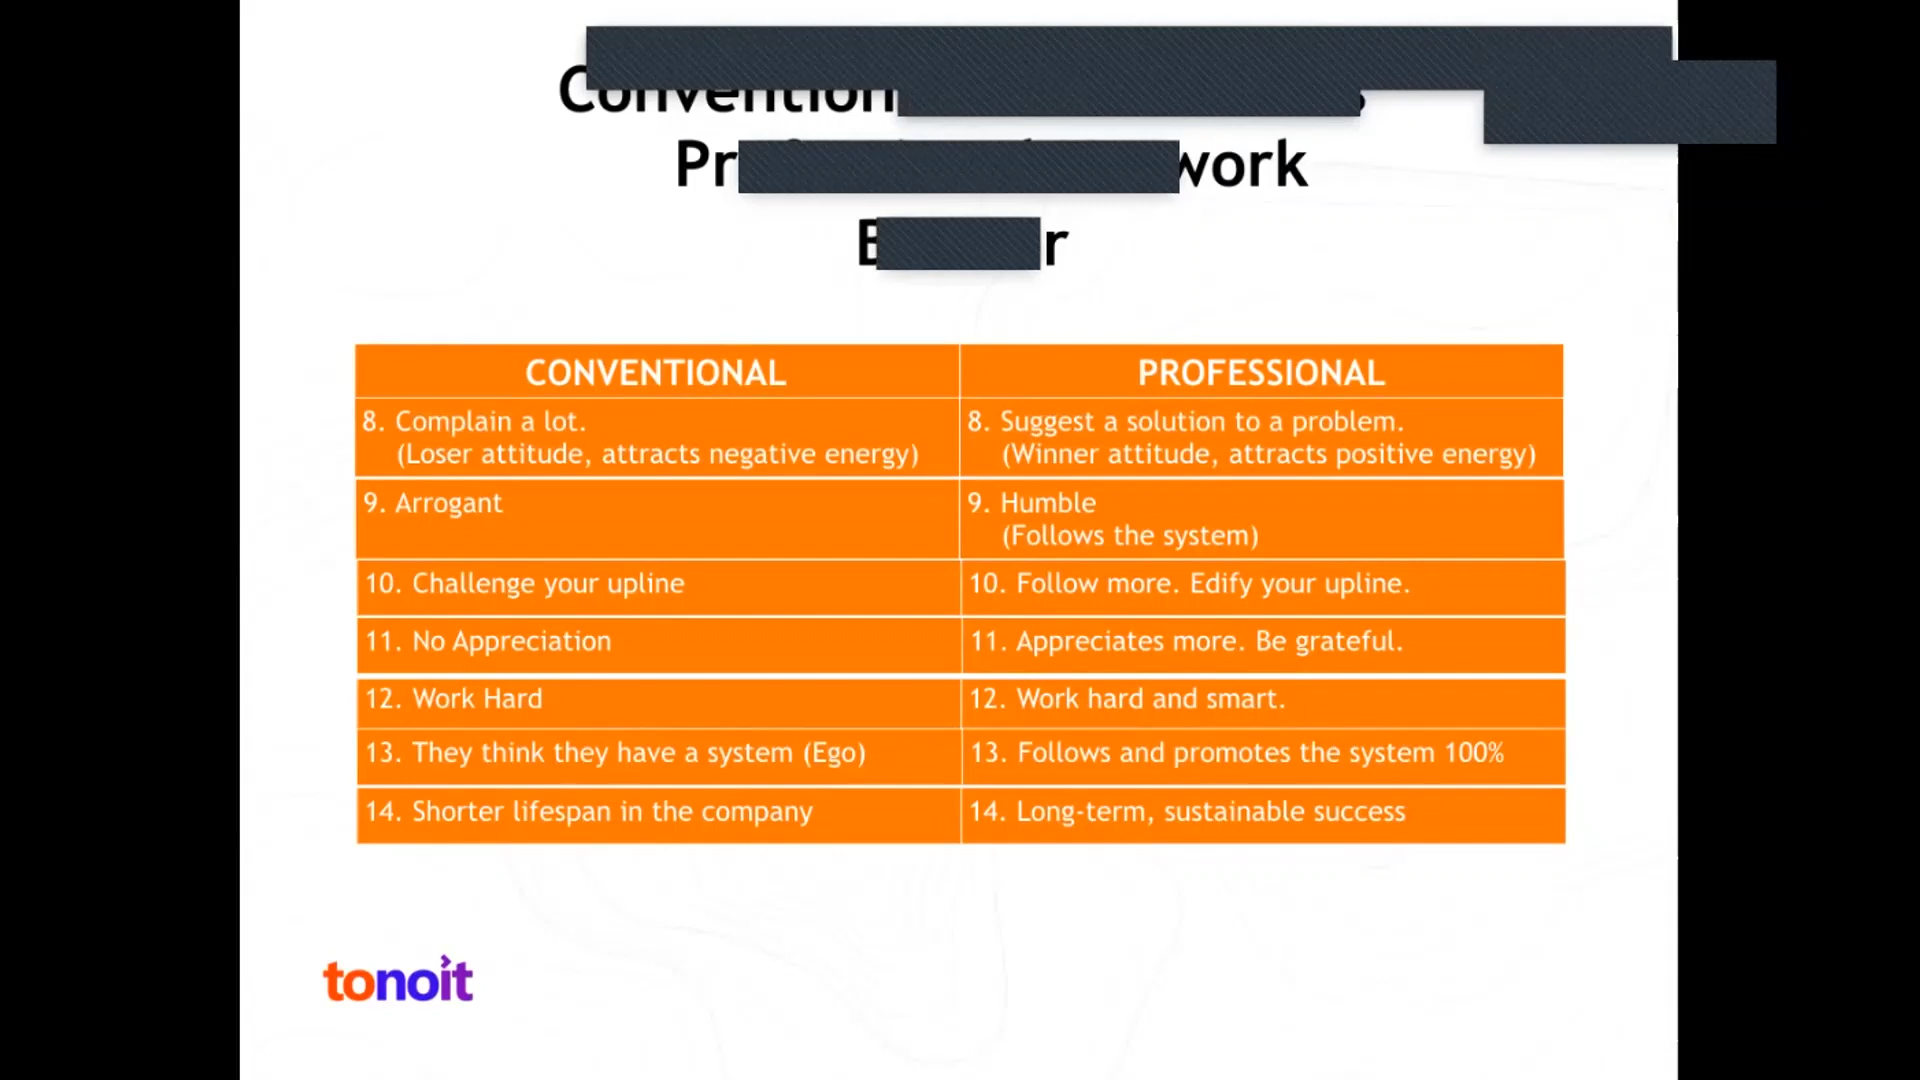 Convention
work
CONVENTIONAL
PROFESSIONAL
8. Complain a lot.
(Loser attitude, attracts negative energy)
8. Suggest a solution to a problem.
(Winner attitude, attracts positive energy)
9. Arrogant
9. Humble
(Follows the system)
10. Challenge your upline
10. Follow more. Edify your upline.
11. No Appreciation
11. Appreciates more. Be grateful.
12. Work Hard
12. Work hard and smart.
13. They think they have a system (Ego)
13. Follows and promotes the system 100%
14. Shorter lifespan in the company
14. Long-term, sustainable success
tonoit